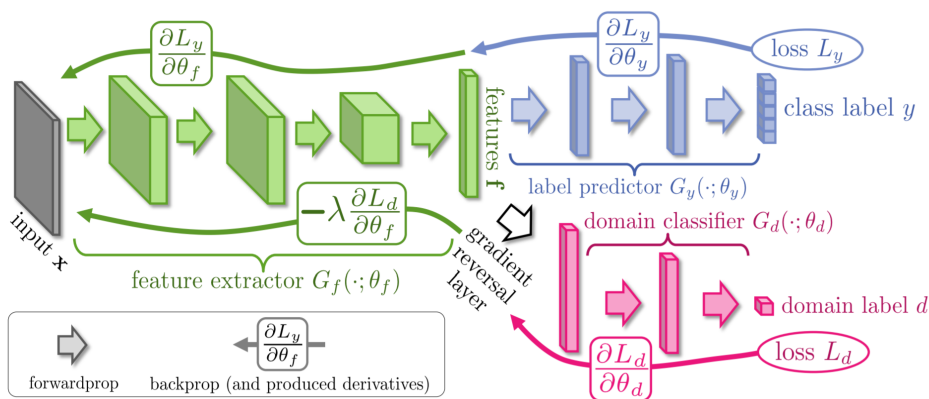 ∂L_y/∂θ_f
∂L_y/∂θ_y
loss L_y
features f
class label y
label predictor G_y(·;θ_y)
input x
−λ ∂L_d/∂θ_f
feature extractor G_f(·;θ_f)
gradient
reversal
layer
domain classifier G_d(·;θ_d)
domain label d
∂L_d/∂θ_d
loss L_d
forwardprop
∂L_y/∂θ_f
backprop (and produced derivatives)